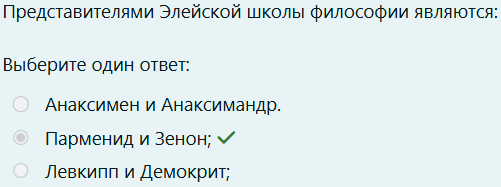 Представителями Элейской школы философии являются:
Выберите один ответ:
Анаксимен и Анаксимандр.
Парменид и Зенон;
Левкипп и Демокрит;